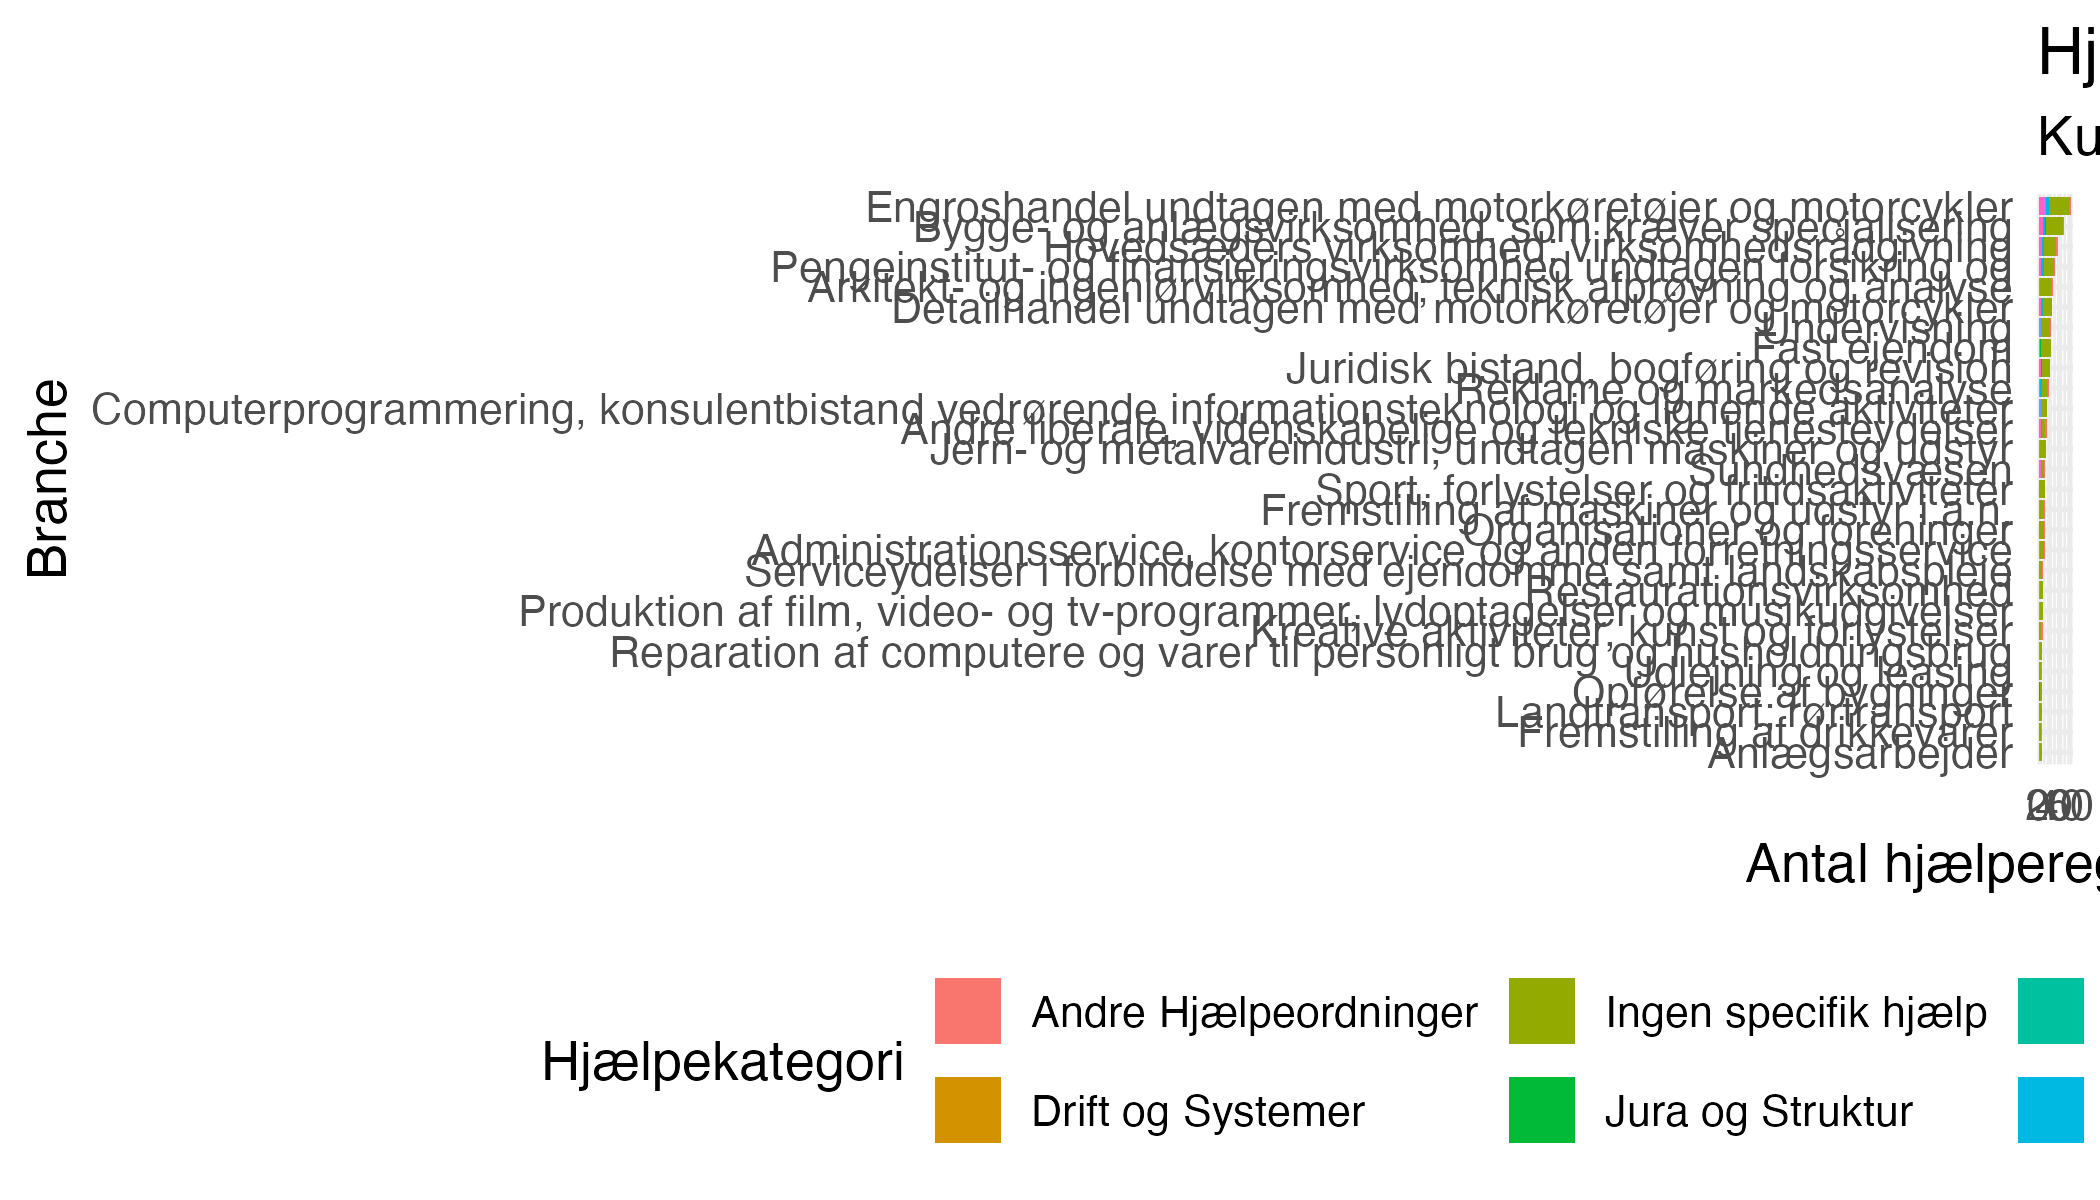 Hj
Ku
Branche
Engroshandel undtagen med motorkøretøjer og motorcykler
Bygge- og anlægsvirksomhed, som kræver specialisering
Hovedsæders virksomhed; virksomhedsrådgivning
Pengeinstitut- og finansieringsvirksomhed undtagen forsikring og
Arkitekt- og ingeniørvirksomhed; teknisk afprøvning og analyse
Detailhandel undtagen med motorkøretøjer og motorcykler
Undervisning
Fast ejendom
Juridisk bistand, bogføring og revision
Reklame og markedsanalyse
Computerprogrammering, konsulentbistand vedrørende informationsteknologi og lignende aktiviteter
Andre liberale, videnskabelige og tekniske tjenesteydelser
Jern- og metalvareindustri, undtagen maskiner og udstyr
Sundhedsvæsen
Sport, forlystelser og fritidsaktiviteter
Fremstilling af maskiner og udstyr i.a.n.
Organisationer og foreninger
Administrationsservice, kontorservice og anden forretningsservice
Serviceydelser i forbindelse med ejendomme samt landskabspleje
Restaurationsvirksomhed
Produktion af film, video- og tv-programmer, lydoptagelser og musikudgivelser
Kreative aktiviteter, kunst og forlystelser
Reparation af computere og varer til personligt brug og husholdningsbrug
Udlejning og leasing
Opførelse af bygninger
Landtransport; rørtransport
Fremstilling af drikkevarer
Anlægsarbejder
Antal hjælpereg
Hjælpekategori
Andre Hjælpeordninger
Ingen specifik hjælp
Drift og Systemer
Jura og Struktur